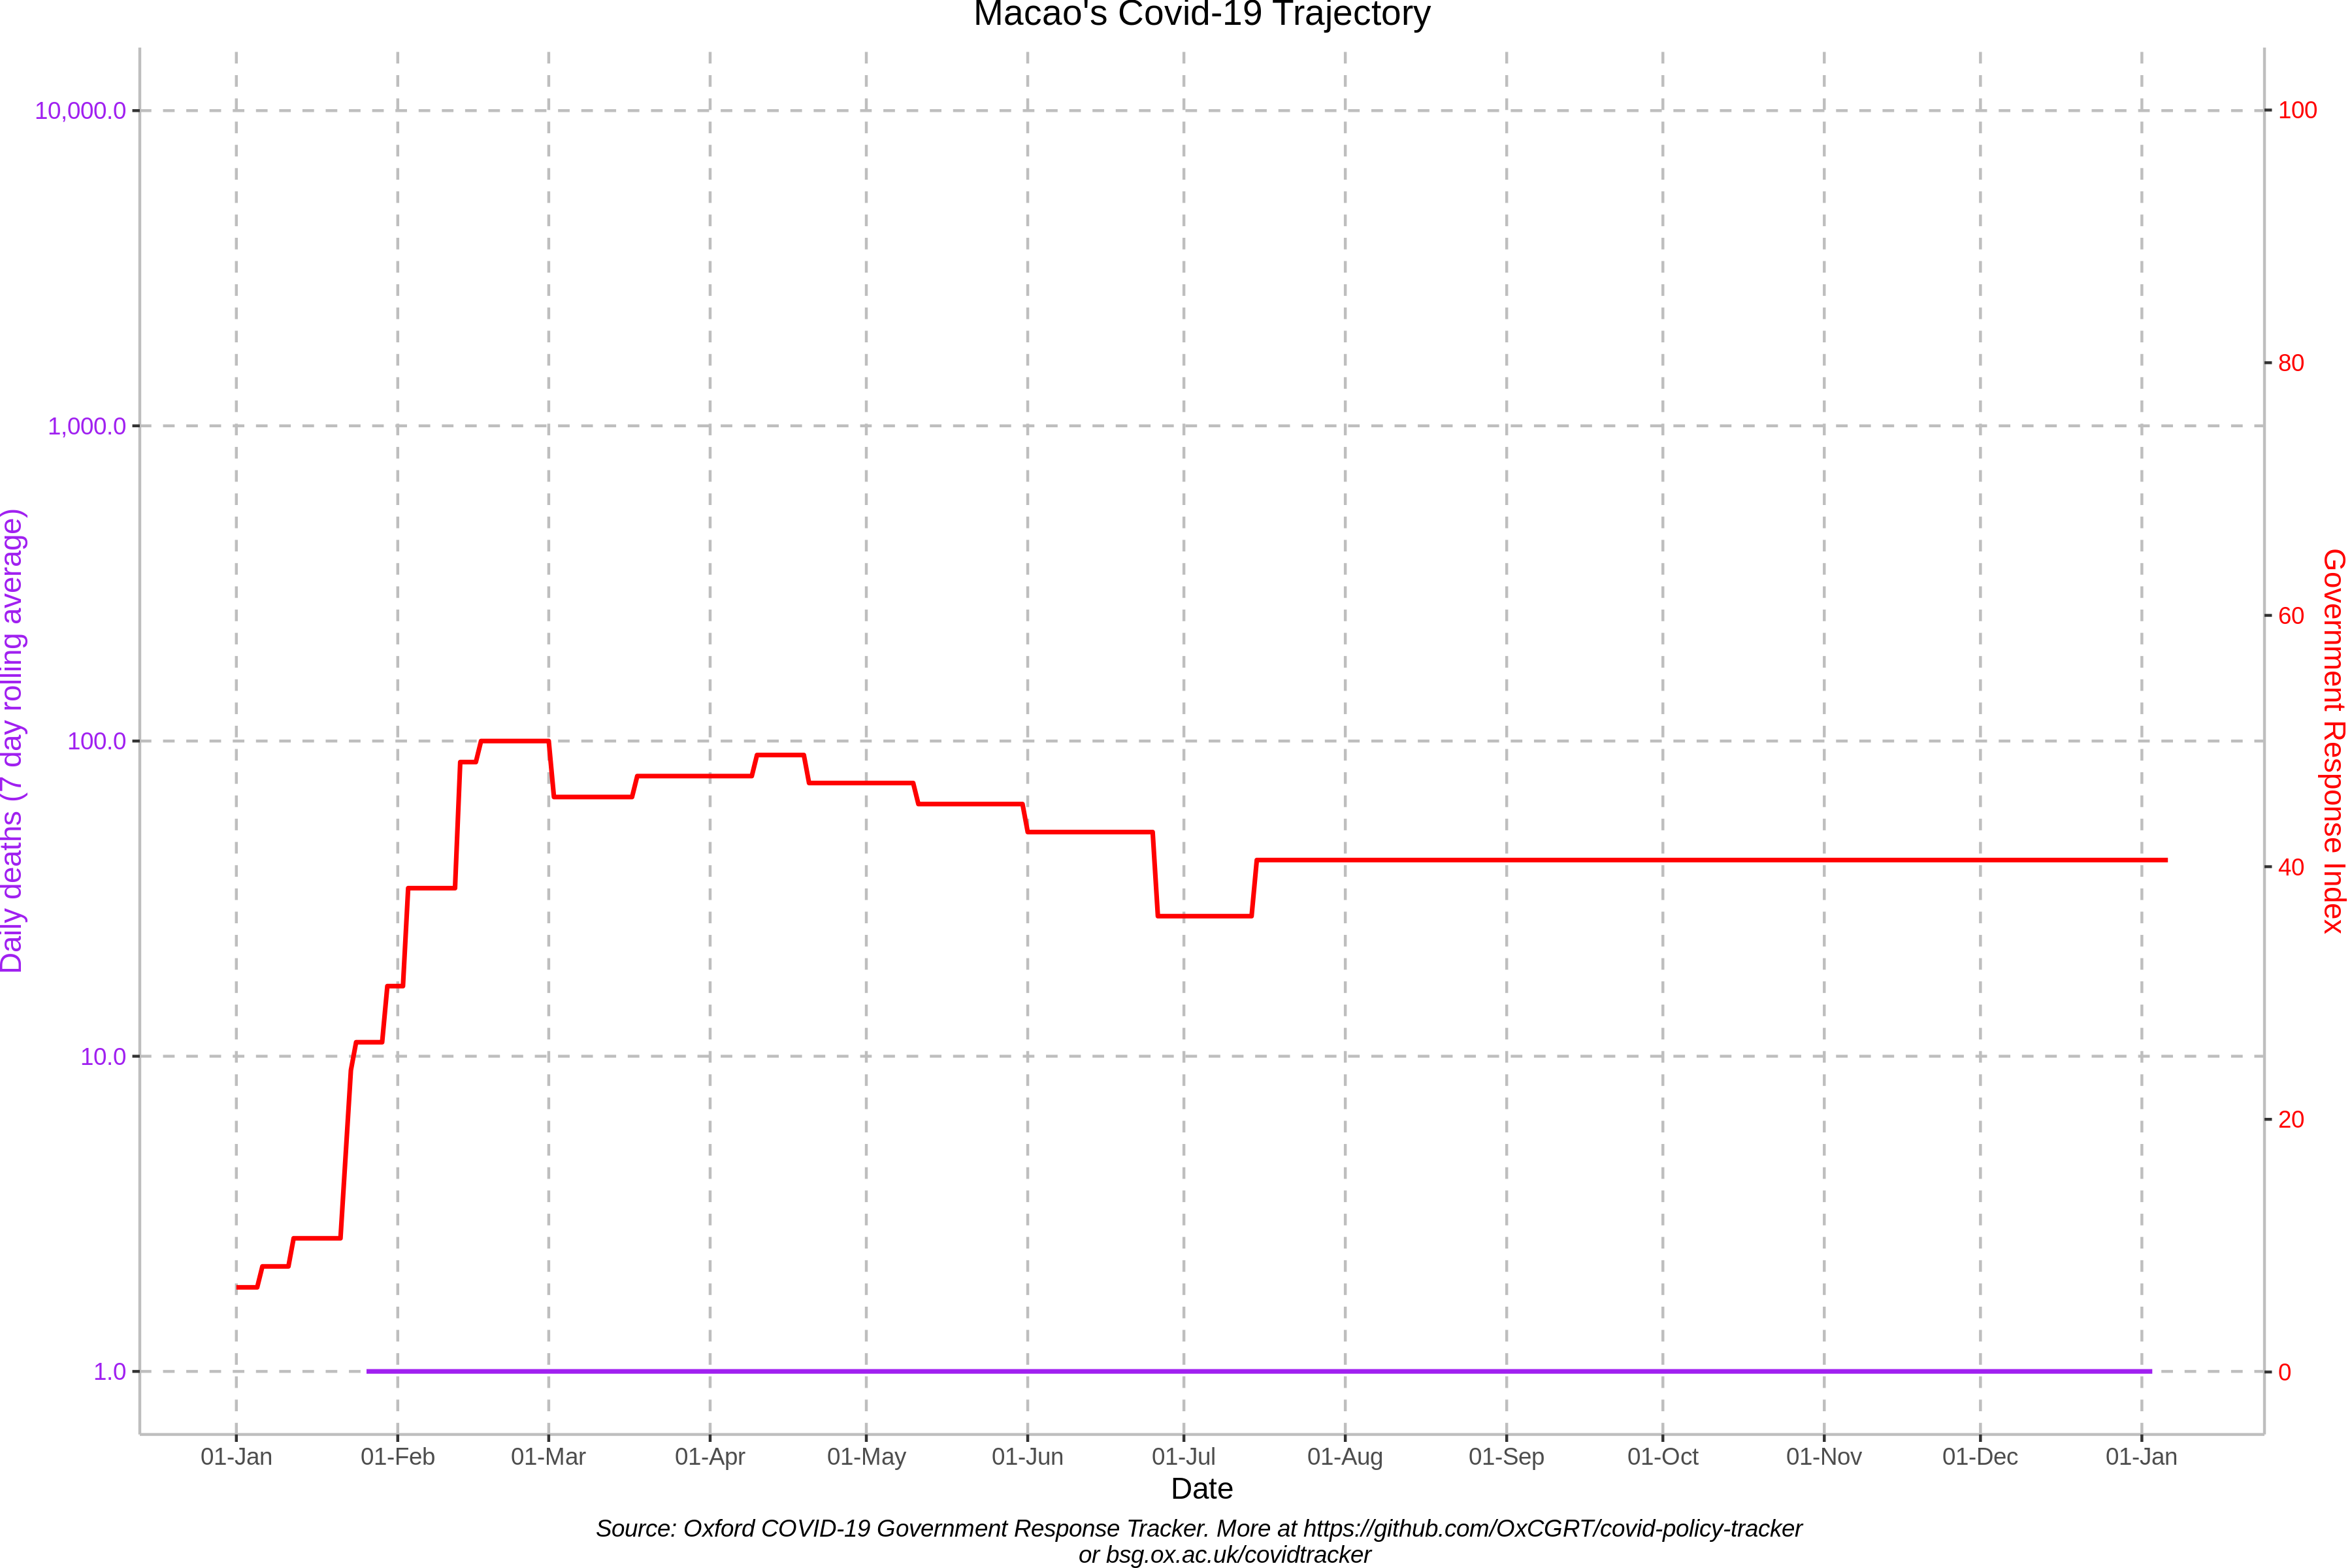 Macao's Covid-19 Trajectory
10,000.0
1,000.0
100.0
10.0
1.0
Daily deaths (7 day rolling average)
100
80
60
40
20
0
Government Response Index
01-Jan 01-Feb 01-Mar 01-Apr 01-May 01-Jun 01-Jul 01-Aug 01-Sep 01-Oct 01-Nov 01-Dec 01-Jan
Date
Source: Oxford COVID-19 Government Response Tracker. More at https://github.com/OxCGRT/covid-policy-tracker
or bsg.ox.ac.uk/covidtracker